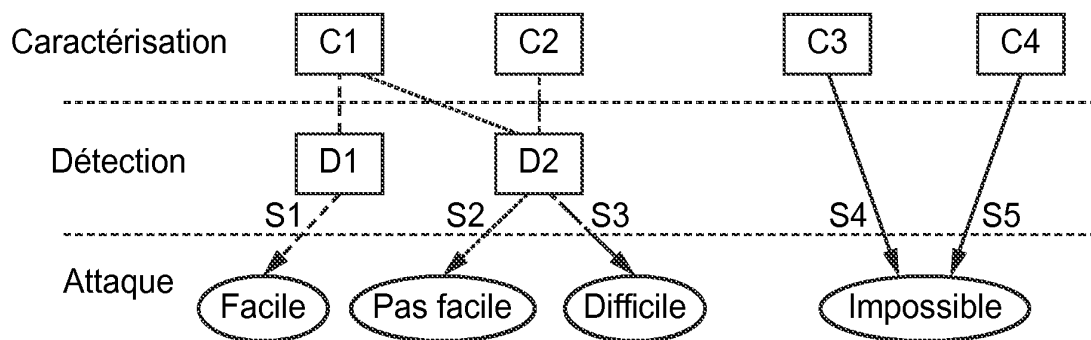 Caractérisation C1 C2 C3 C4
Détection D1 D2
S1 S2 S3 S4 S5
Attaque Facile Pas facile Difficile Impossible